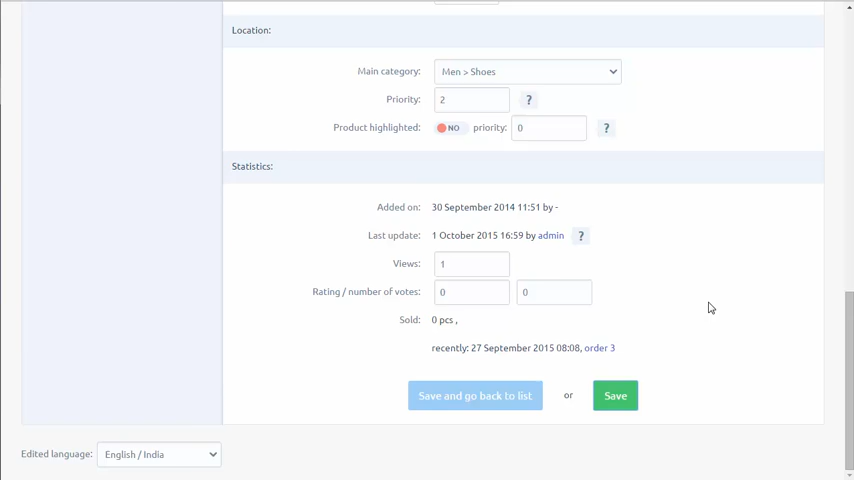 Location:
Main category: Men > Shoes
Priority: 2 ?
Product highlighted: NO priority: 0 ?
Statistics:
Added on: 30 September 2014 11:51 by -
Last update: 1 October 2015 16:59 by admin ?
Views: 1
Rating / number of votes: 0 0
Sold: 0 pcs ,
recently: 27 September 2015 08:08, order 3
Save and go back to list or Save
Edited language: English / India